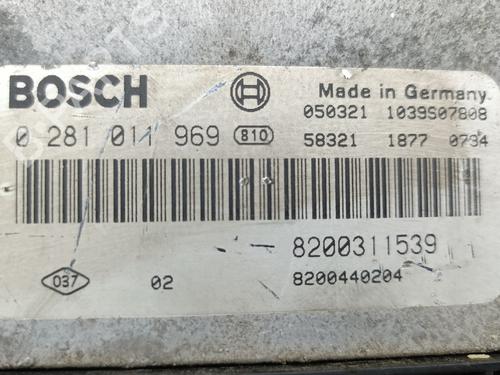 BOSCH
Made in Germany
050321 1039S07808
0 281 011 969 810
58321 1877 0734
8200311539
037 02 8200440204